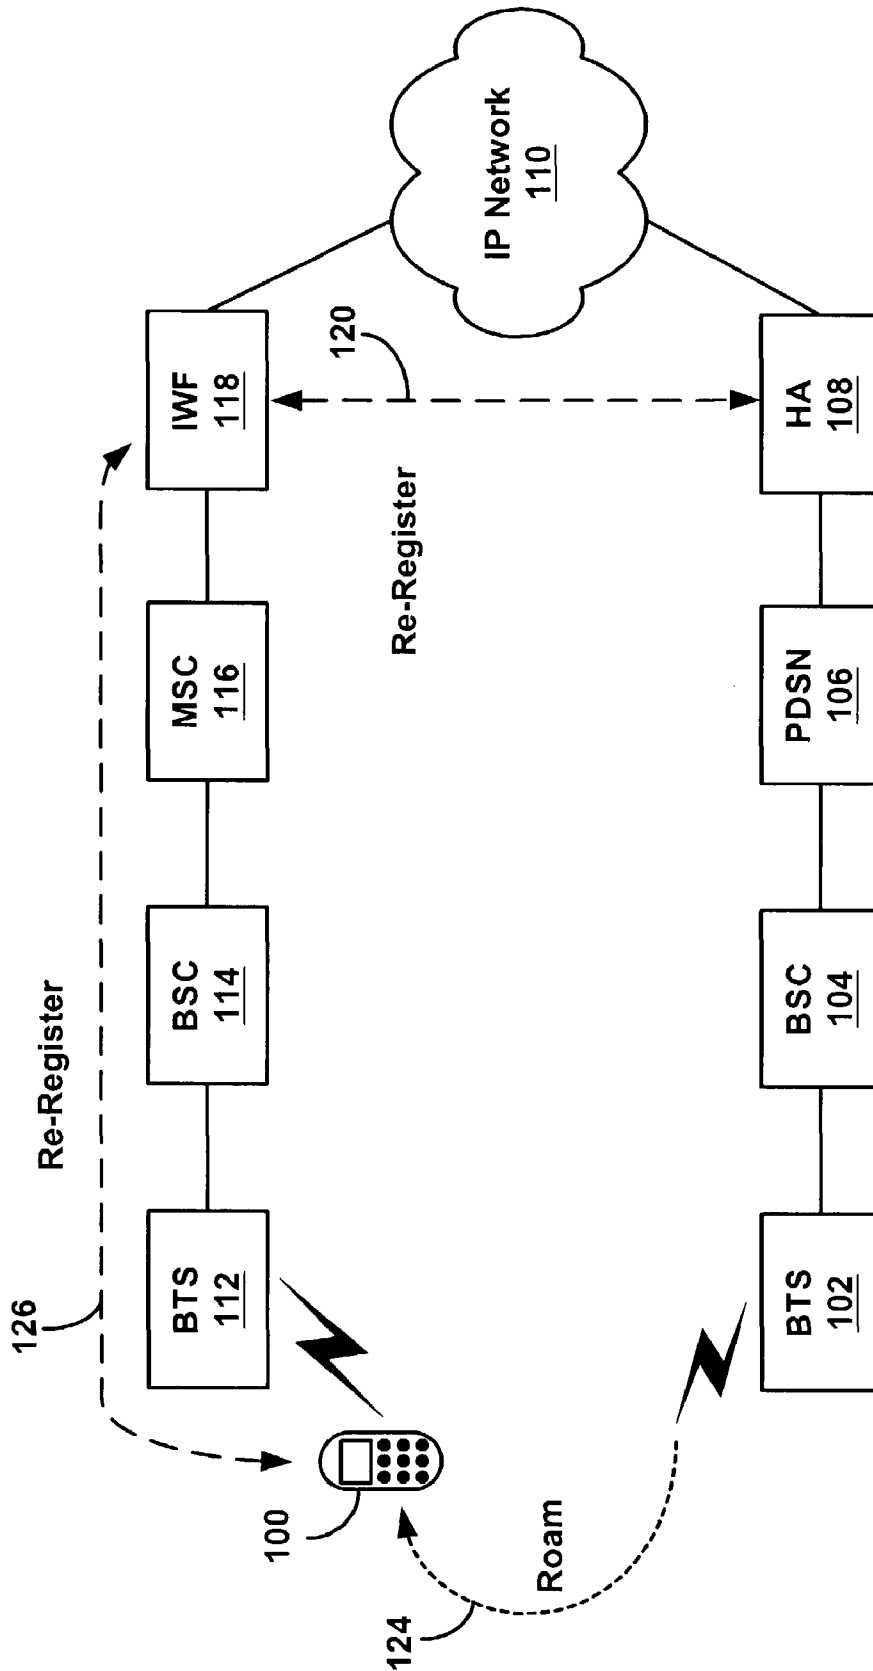 126
Re-Register
BTS
112
BSC
114
MSC
116
IWF
118
100
Re-Register
120
IP Network
110
124
Roam
BTS
102
BSC
104
PDSN
106
HA
108